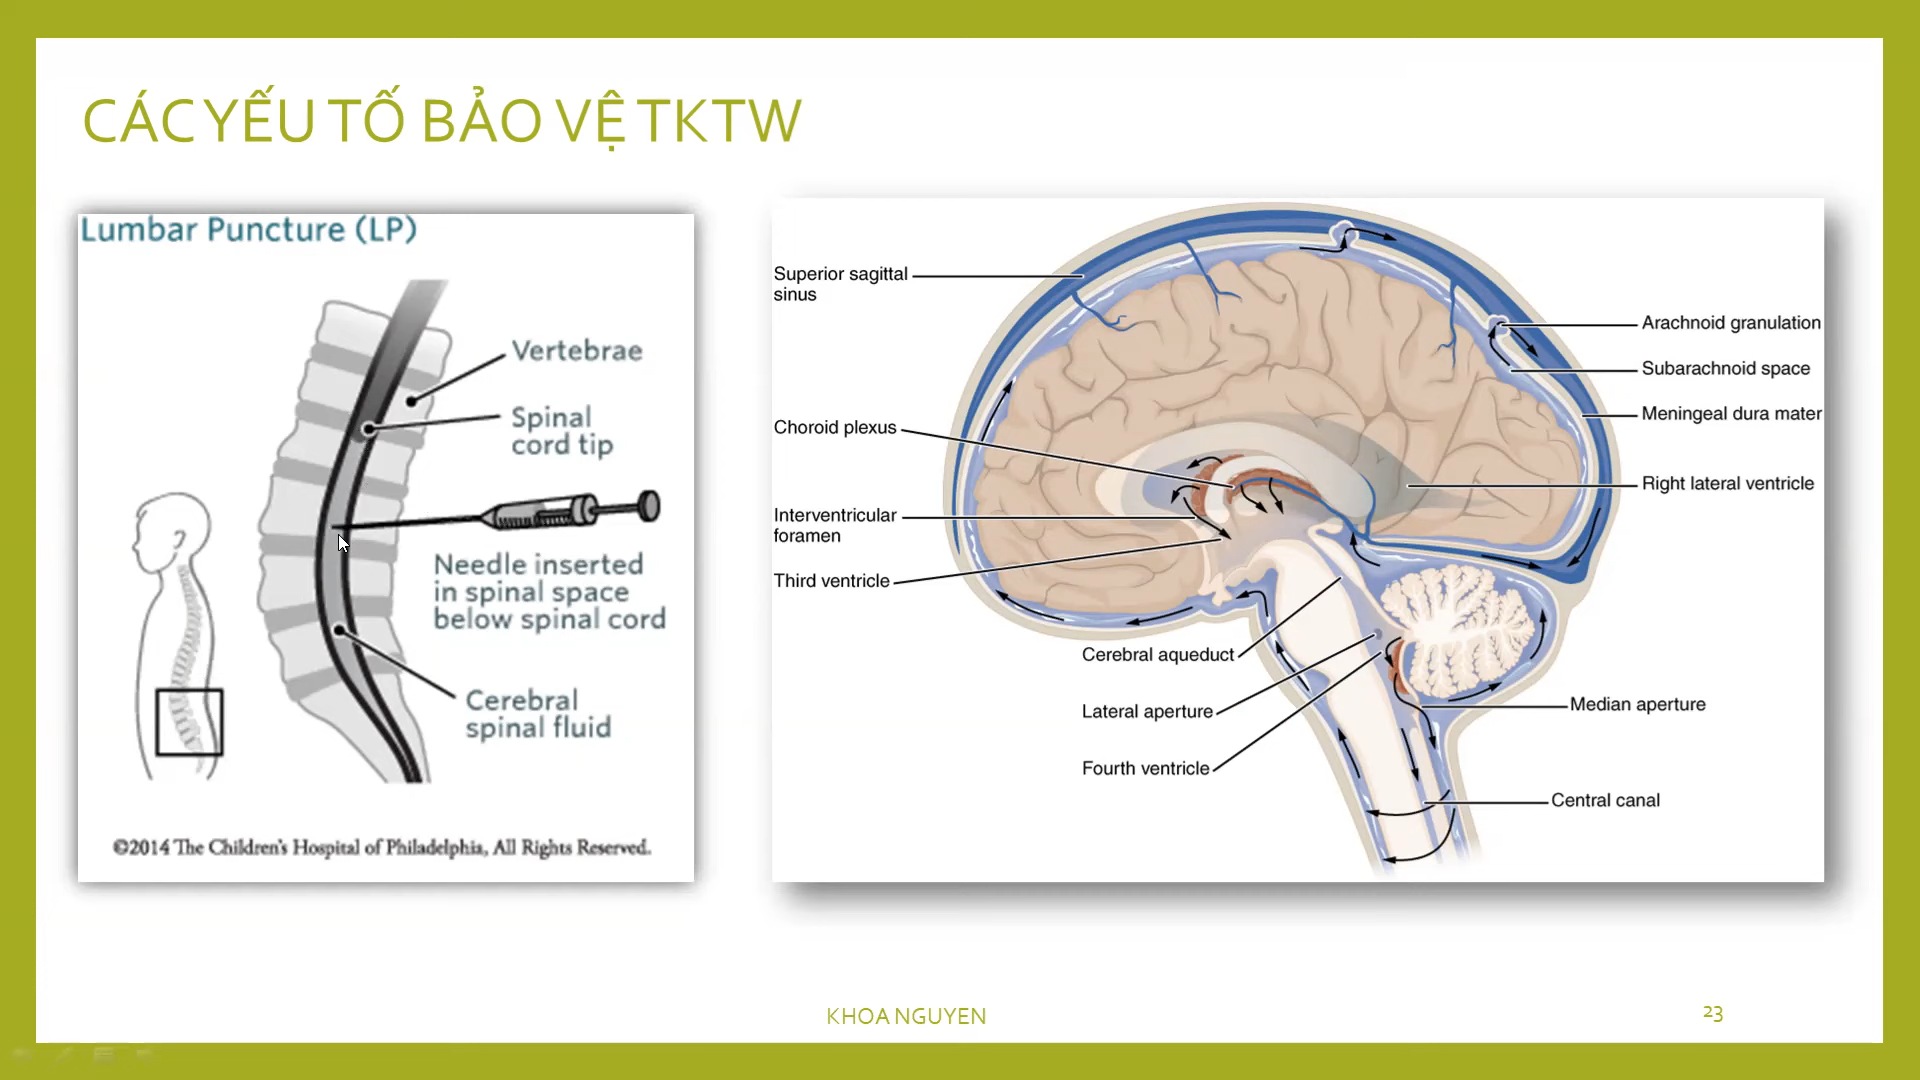 CÁC YẾU TỐ BẢO VỆ TKTW
Lumbar Puncture (LP)
Vertebrae
Spinal
cord tip
Needle inserted
in spinal space
below spinal cord
Cerebral
spinal fluid
©2014 The Children's Hospital of Philadelphia, All Rights Reserved.
Superior sagittal
sinus
Choroid plexus
Interventricular
foramen
Third ventricle
Cerebral aqueduct
Lateral aperture
Fourth ventricle
Arachnoid granulation
Subarachnoid space
Meningeal dura mater
Right lateral ventricle
Median aperture
Central canal
KHOA NGUYEN
23